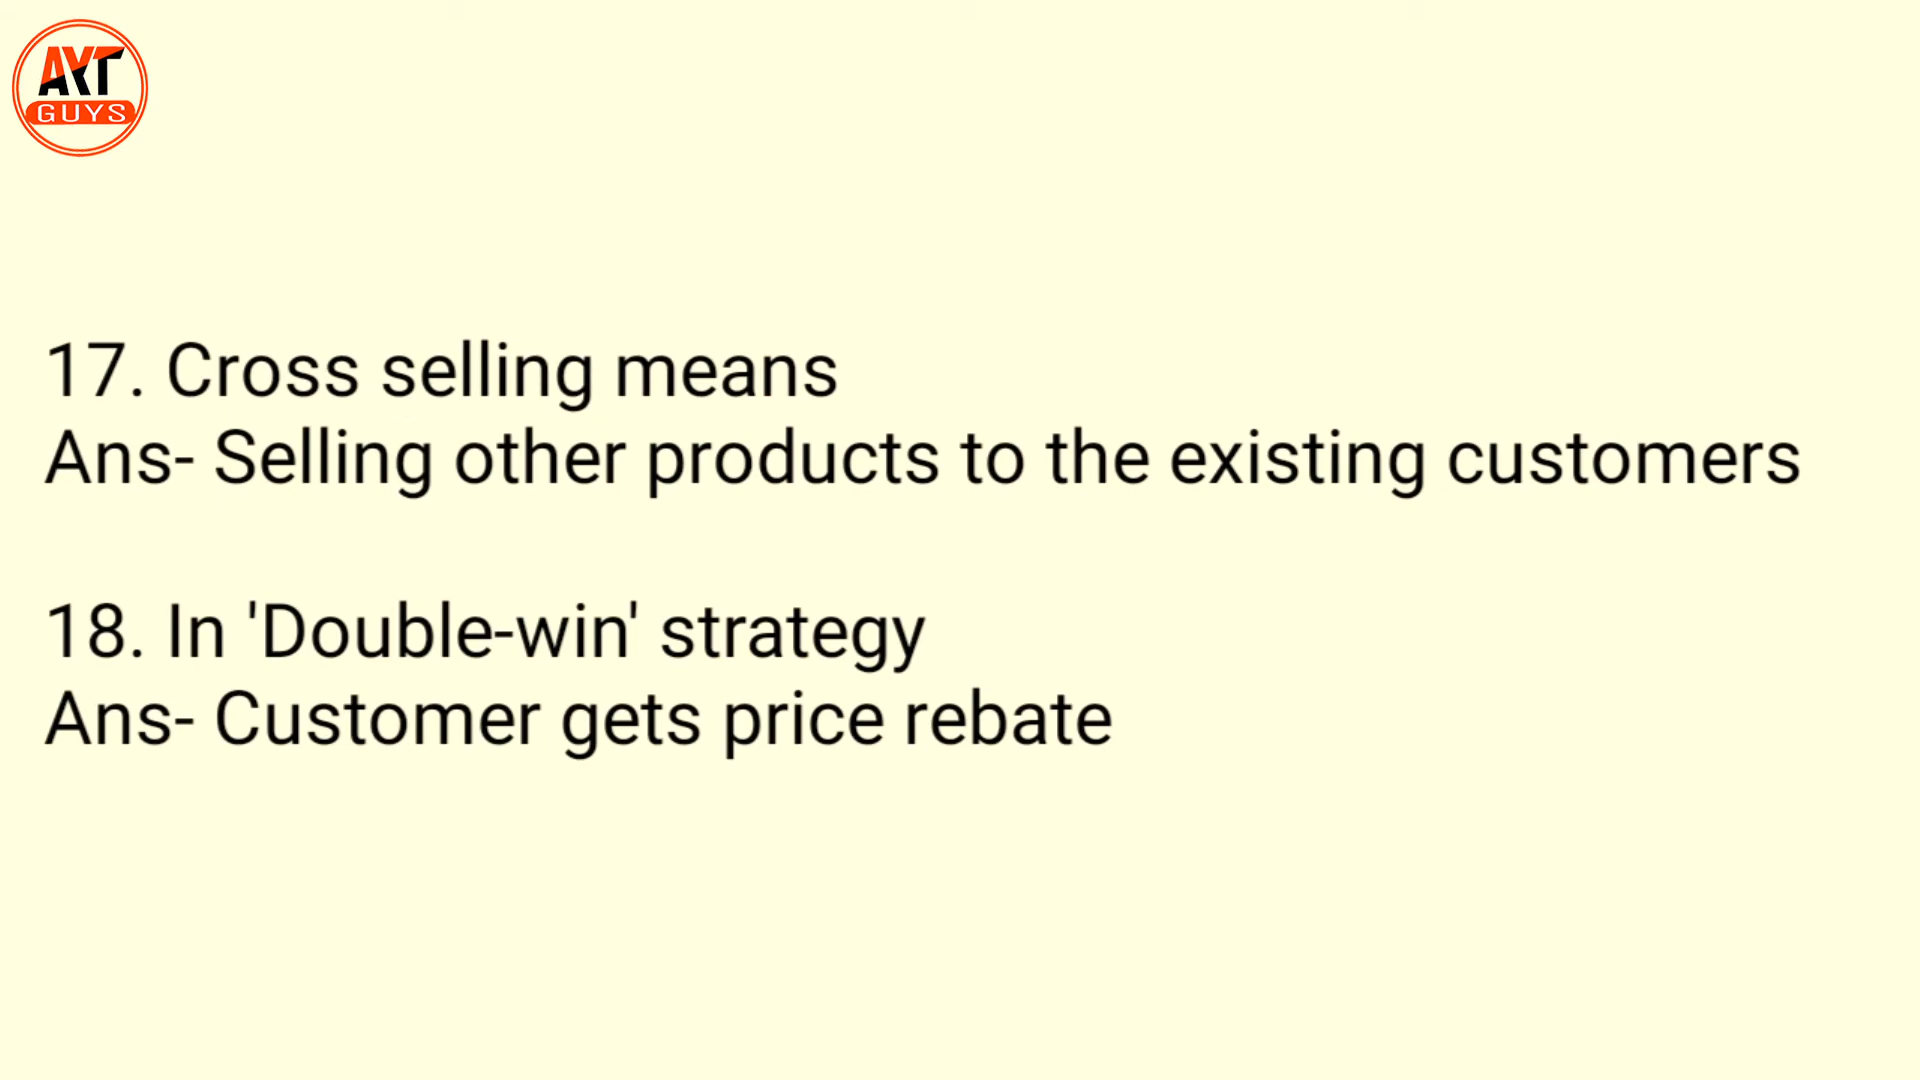 AXT
GUYS
17. Cross selling means
Ans- Selling other products to the existing customers
18. In 'Double-win' strategy
Ans- Customer gets price rebate